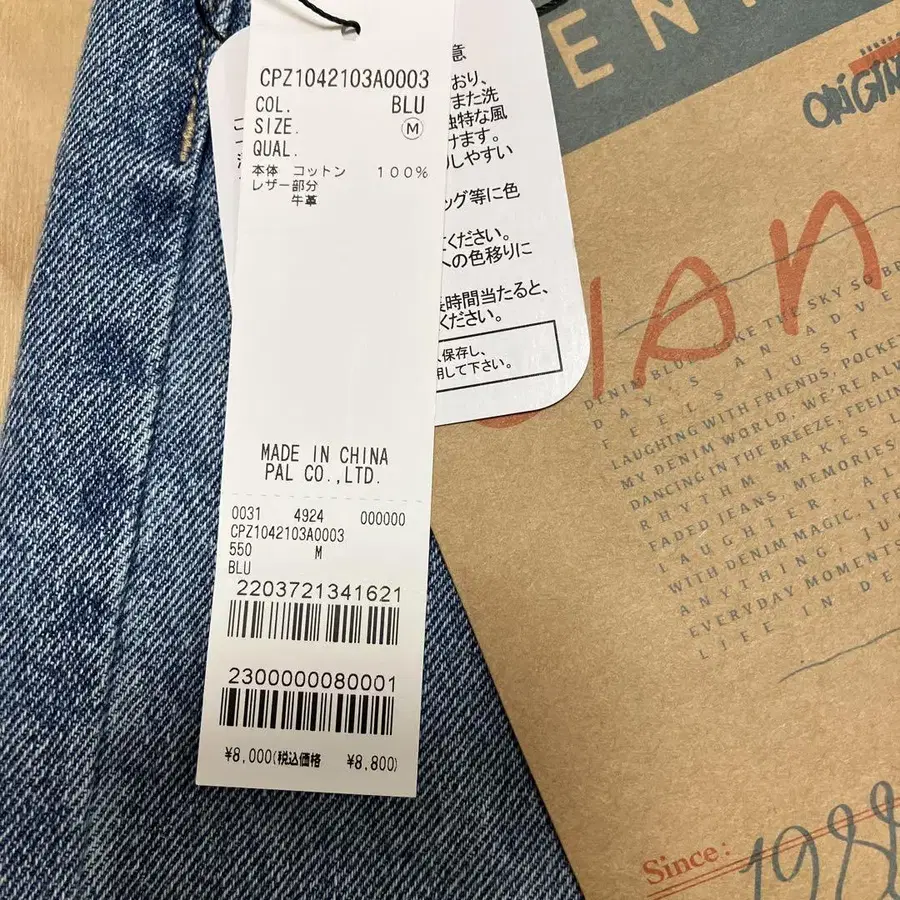 CPZ1042103A0003
COL. BLU
SIZE. M
QUAL.
本体 コットン 100%
レザー部分
牛革
MADE IN CHINA
PAL CO.,LTD.
0031 4924 000000
CPZ1042103A0003
550 M
BLU
2203721341621
2300000080001
¥8,000(税込価格 ¥8,800)
意
おり、
また洗
独特な風
けます。
しやすい
ッグ等に色
ください。
への色移りに
長時間当たると、
ください。
保存し、
用して下さい。
EN
ORIGIN
IAN
DENIM BLUE LIKE THE SKY SO BR
DAY'S AN ADVE
FEELS JUST
LAUGHING WITH FRIENDS, POCKE
MY DENIM WORLD, WE'RE ALW
DANCING IN THE BREEZE, FEELIN
RHYTHM MAKES L
FADED JEANS, MEMORIES
LAUGHTER, AL
WITH DENIM MAGIC, LIFE
ANYTHING, JUS
EVERYDAY MOMENTS
LIFE IN DE
Since:
1988